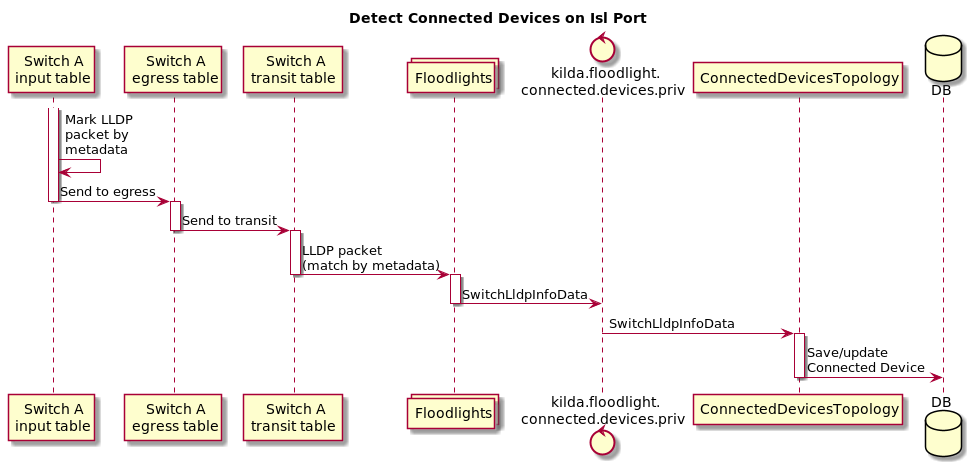 Detect Connected Devices on Isl Port
Switch A
input table
Switch A
egress table
Switch A
transit table
Floodlights
kilda.floodlight.
connected.devices.priv
ConnectedDevicesTopology
DB
Mark LLDP
packet by
metadata
Send to egress
Send to transit
LLDP packet
(match by metadata)
SwitchLldpInfoData
SwitchLldpInfoData
Save/update
Connected Device
Switch A
input table
Switch A
egress table
Switch A
transit table
Floodlights
kilda.floodlight.
connected.devices.priv
ConnectedDevicesTopology
DB